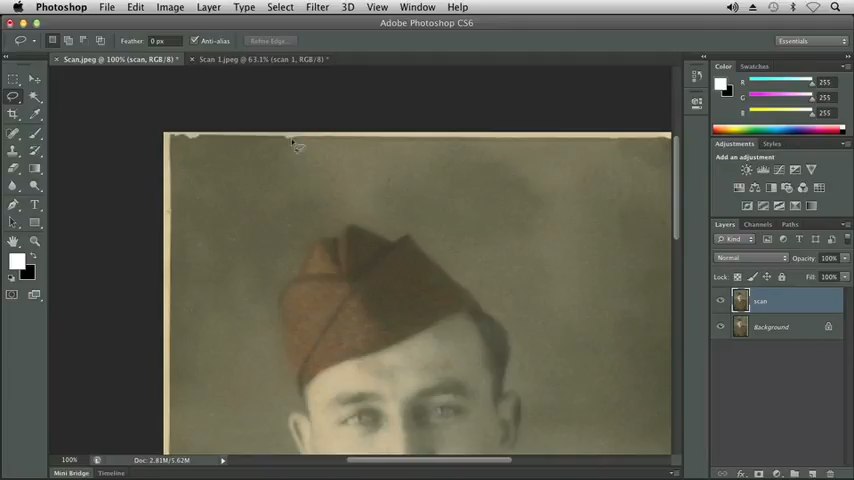 Photoshop File Edit Image Layer Type Select Filter 3D View Window Help
Adobe Photoshop CS6
Feather: 0 px Anti-alias Refine Edge... Essentials
× Scan.jpeg @ 100% (scan, RGB/8) * × Scan 1.jpeg @ 63.1% (scan 1, RGB/8) *
Color Swatches
R 255
G 255
B 255
Adjustments Styles
Add an adjustment
Layers Channels Paths
Kind
Normal Opacity: 100%
Lock: Fill: 100%
scan
Background
100% Doc: 2.81M/5.62M
Mini Bridge Timeline